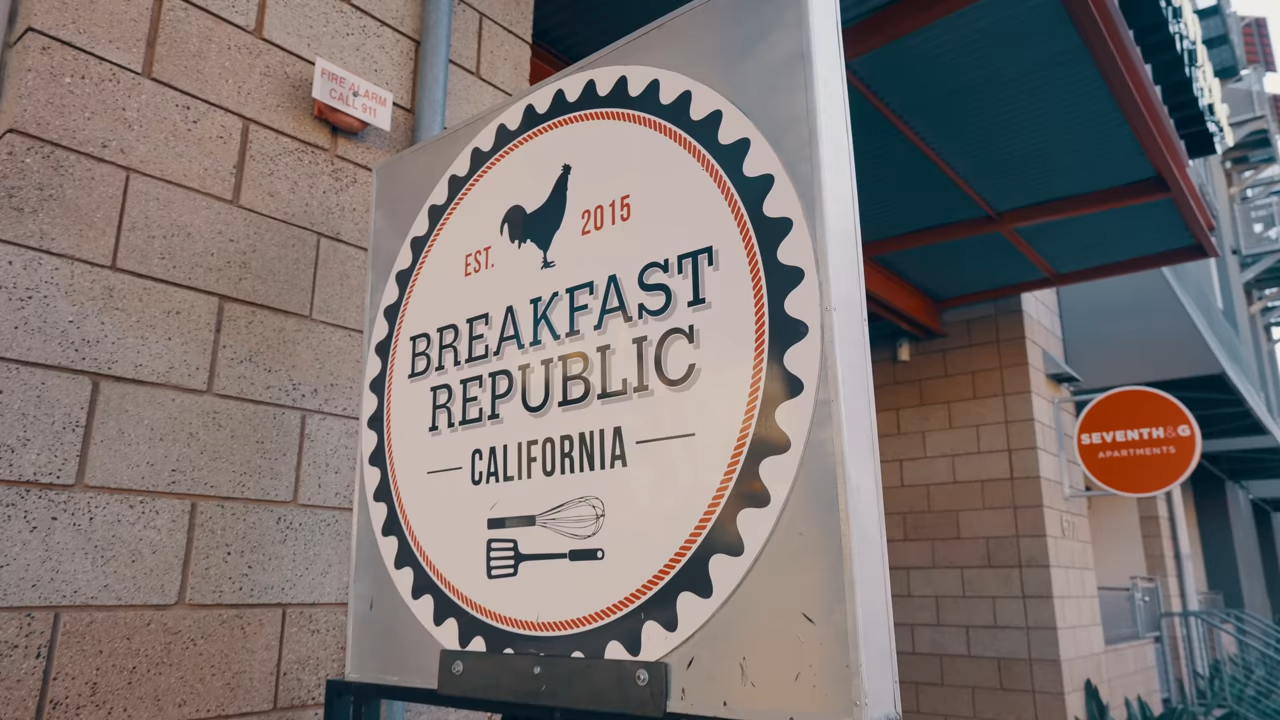 FIRE ALARM
CALL 911
EST. 2015
BREAKFAST
REPUBLIC
CALIFORNIA
SEVENTH&G
APARTMENTS